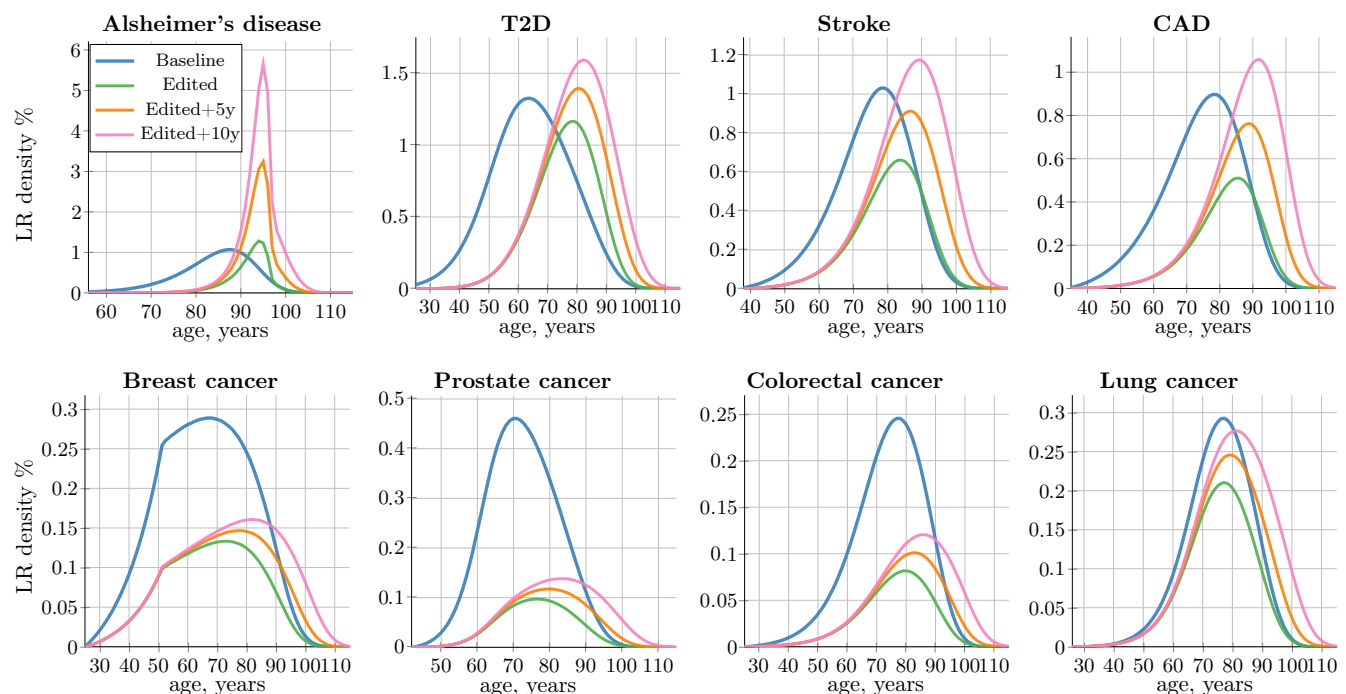 Alsheimer's disease
T2D
Stroke
CAD
LR density %
6
5
4
3
2
1
0
Baseline
Edited
Edited+5y
Edited+10y
60 70 80 90 100 110
age, years
1.5
1
0.5
0
30 40 50 60 70 80 90 100 110
age, years
1.2
1
0.8
0.6
0.4
0.2
0
40 50 60 70 80 90 100 110
age, years
1
0.8
0.6
0.4
0.2
0
40 50 60 70 80 90 100 110
age, years
Breast cancer
Prostate cancer
Colorectal cancer
Lung cancer
LR density %
0.3
0.25
0.2
0.15
0.1
0.05
0
30 40 50 60 70 80 90 100 110
age, years
0.5
0.4
0.3
0.2
0.1
0
50 60 70 80 90 100 110
age, years
0.25
0.2
0.15
0.1
0.05
0
30 40 50 60 70 80 90 100 110
age, years
0.3
0.25
0.2
0.15
0.1
0.05
0
30 40 50 60 70 80 90 100 110
age, years